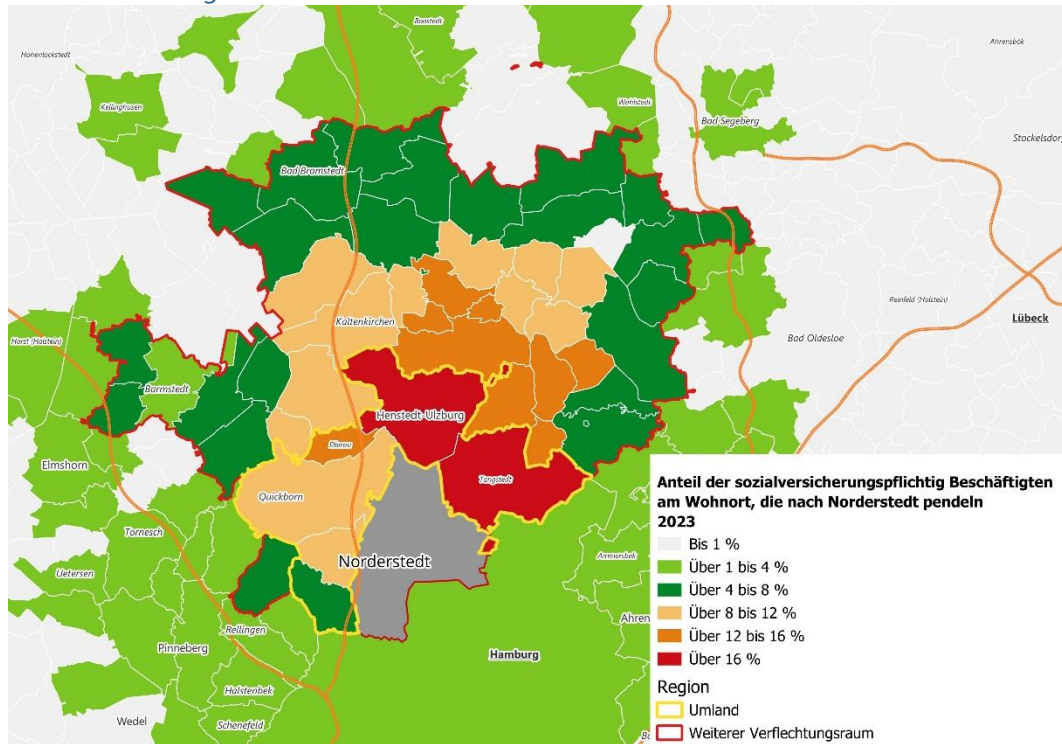 Hohenlockstedt
Boostedt
Ahrensbök
Kellinghusen
Wahlstedt
Bad Segeberg
Stockelsdorf
Bad Bramstedt
Reinfeld (Holstein)
Lübeck
Kaltenkirchen
Bad Oldesloe
Horst (Holstein)
Barmstedt
Henstedt-Ulzburg
Ellerau
Elmshorn
Quickborn
Tangstedt
Tornesch
Norderstedt
Uetersen
Ammersbek
Rellingen
Ahren
Pinneberg
Hamburg
Halstenbek
Wedel
Schenefeld
Anteil der sozialversicherungspflichtig Beschäftigten
am Wohnort, die nach Norderstedt pendeln
2023
Bis 1 %
Über 1 bis 4 %
Über 4 bis 8 %
Über 8 bis 12 %
Über 12 bis 16 %
Über 16 %
Region
Umland
Weiterer Verflechtungsraum